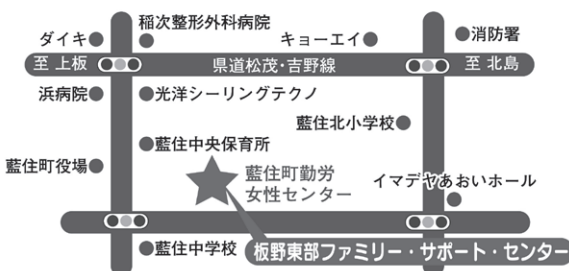 稲次整形外科病院
ダイキ
キョーエイ
消防署
至 上板
県道松茂・吉野線
至 北島
浜病院
光洋シーリングテクノ
藍住北小学校
藍住中央保育所
藍住町役場
藍住町勤労
女性センター
イマデヤあおいホール
藍住中学校
板野東部ファミリー・サポート・センター